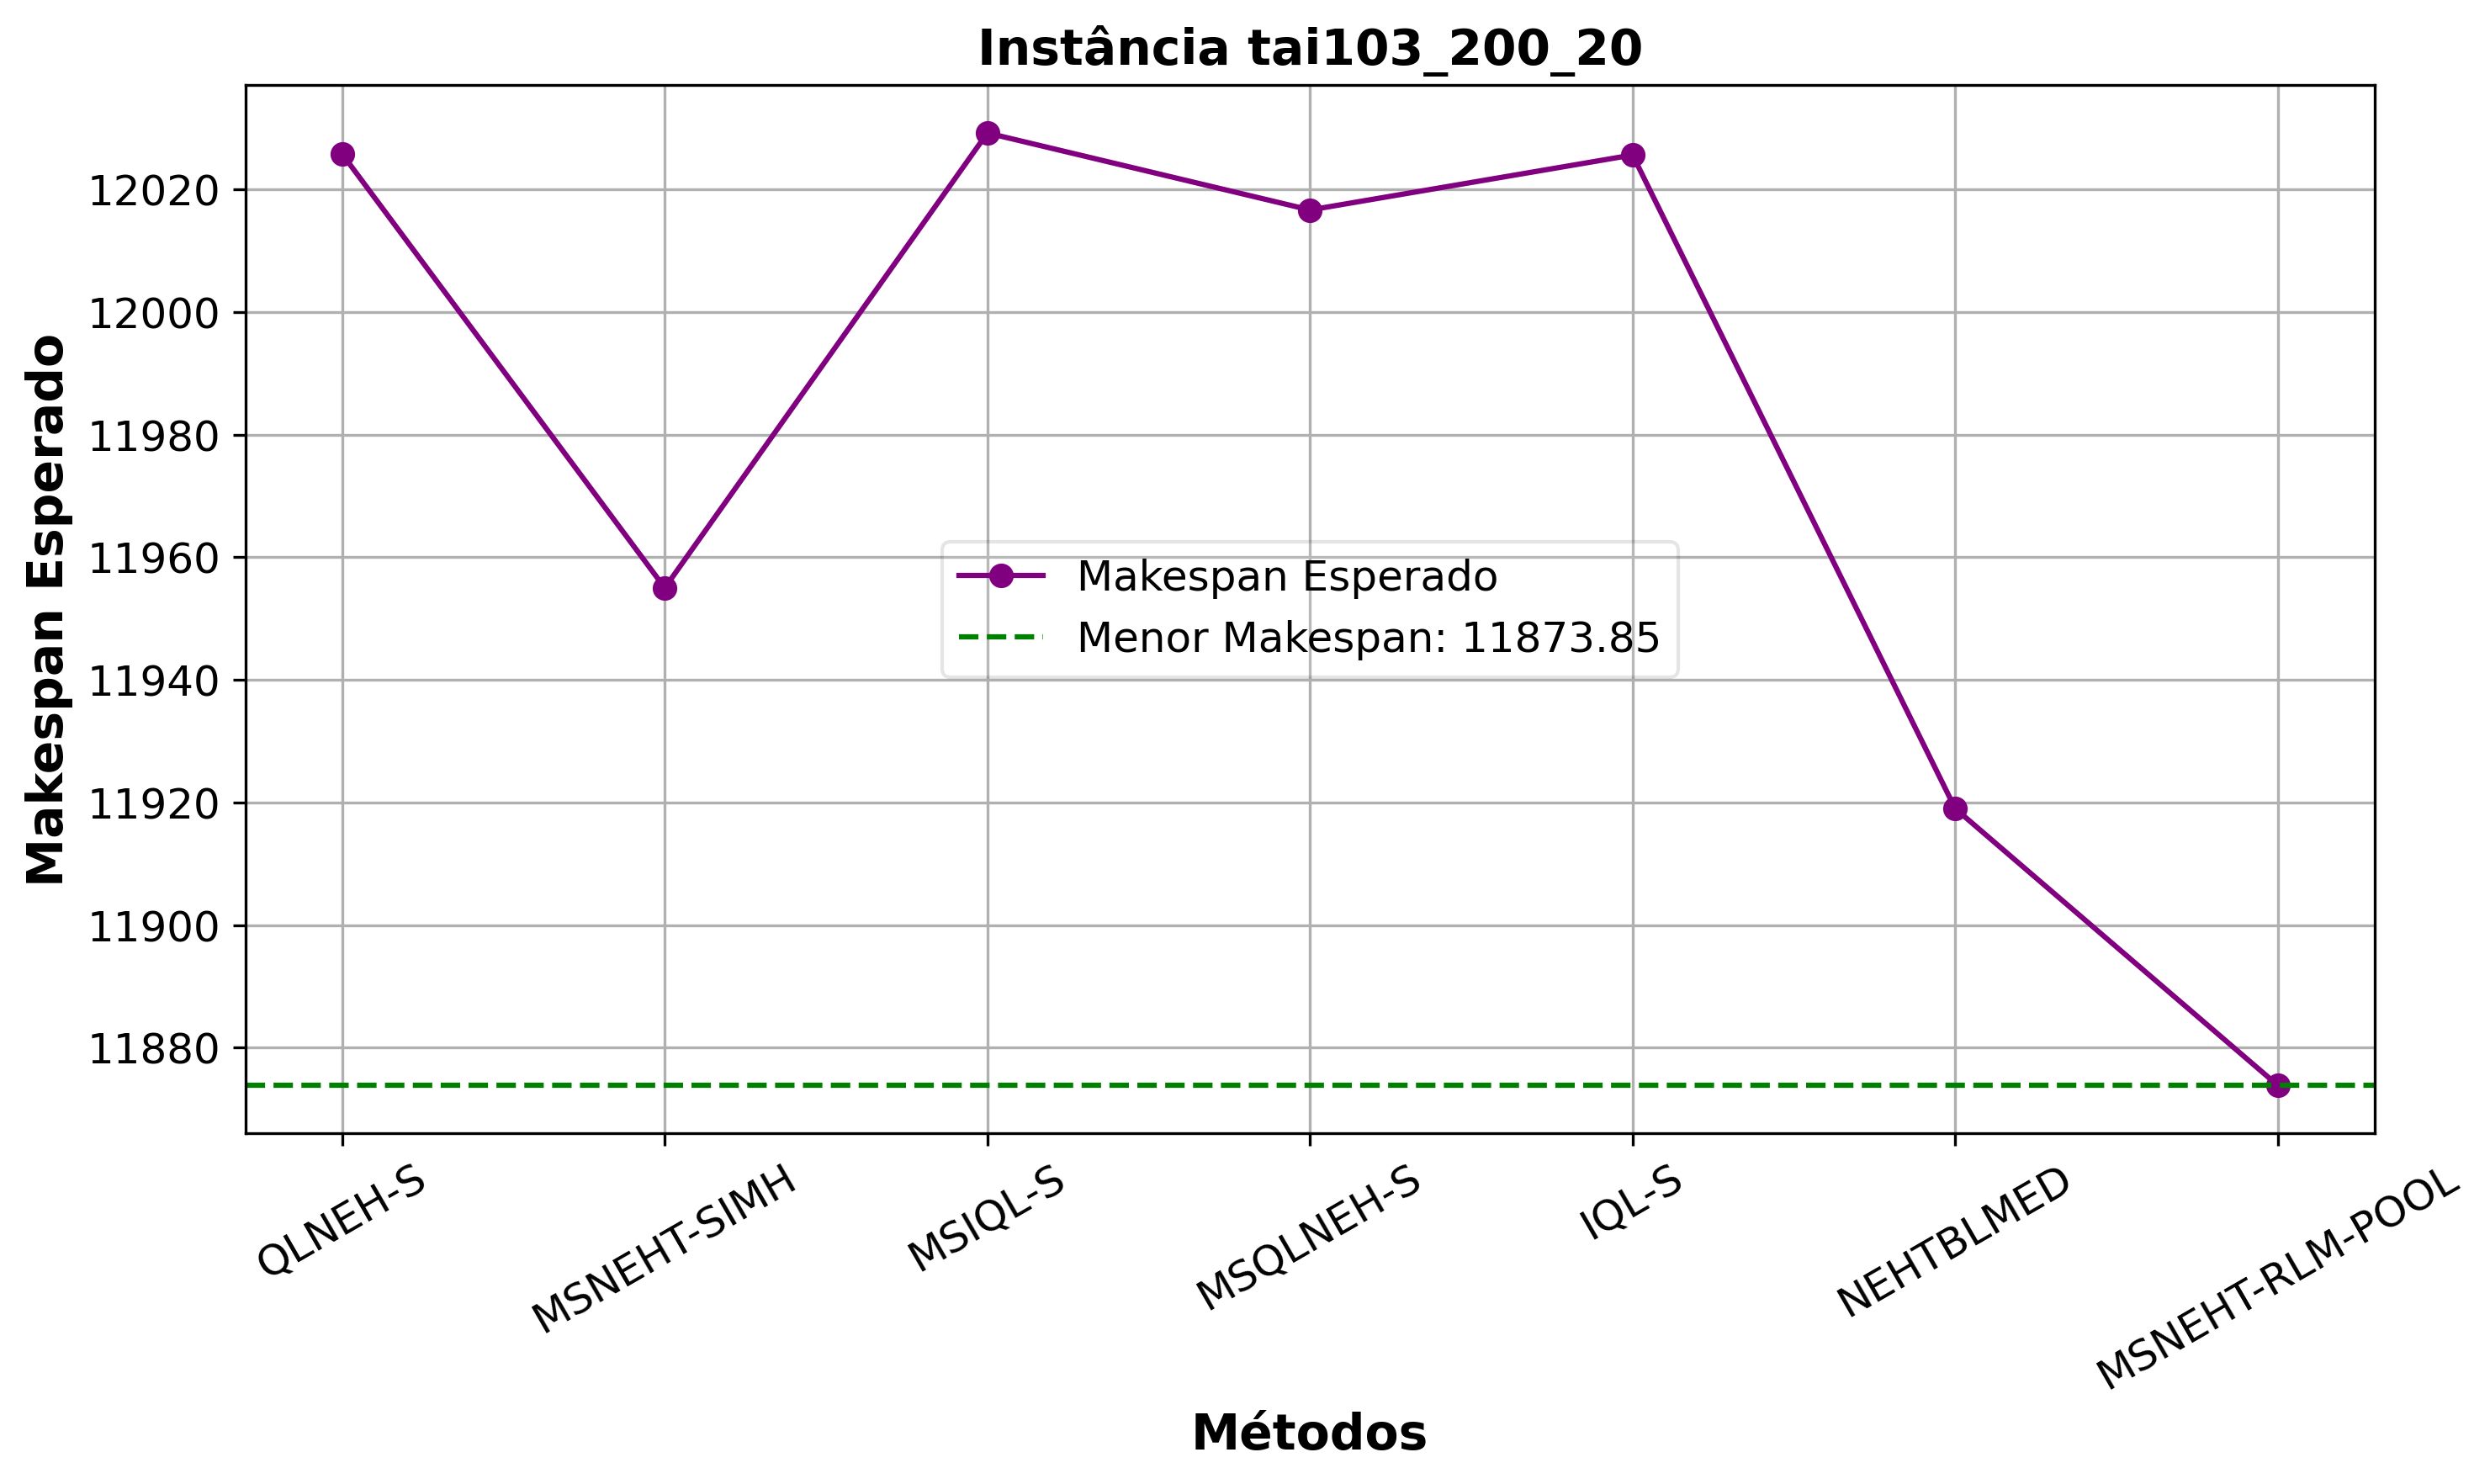 Instância tai103_200_20
Makespan Esperado
12020
12000
11980
11960
11940
11920
11900
11880
Makespan Esperado
Menor Makespan: 11873.85
QLNEH-S
MSNEHT-SIMH
MSIQL-S
MSQLNEH-S
IQL-S
NEHTBLMED
MSNEHT-RLM-POOL
Métodos